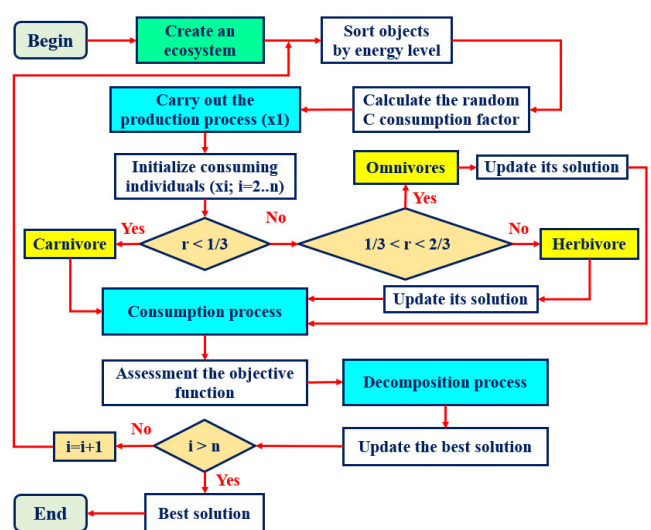 Begin
Create an
ecosystem
Sort objects
by energy level
Carry out the
production process (x1)
Calculate the random
C consumption factor
Initialize consuming
individuals (xi; i=2..n)
Omnivores
Update its solution
Yes
Yes
No
Carnivore
r < 1/3
1/3 < r < 2/3
No
Herbivore
Update its solution
Consumption process
Assessment the objective
function
Decomposition process
No
i=i+1
i > n
Update the best solution
Yes
End
Best solution